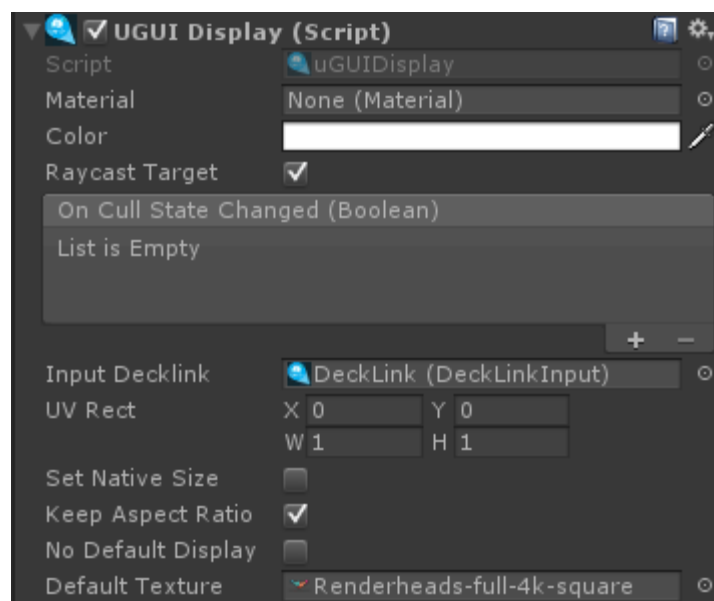 UGUI Display (Script)
Script uGUIDisplay
Material None (Material)
Color
Raycast Target
On Cull State Changed (Boolean)
List is Empty
+ −
Input Decklink DeckLink (DeckLinkInput)
UV Rect X 0 Y 0
W 1 H 1
Set Native Size
Keep Aspect Ratio
No Default Display
Default Texture Renderheads-full-4k-square